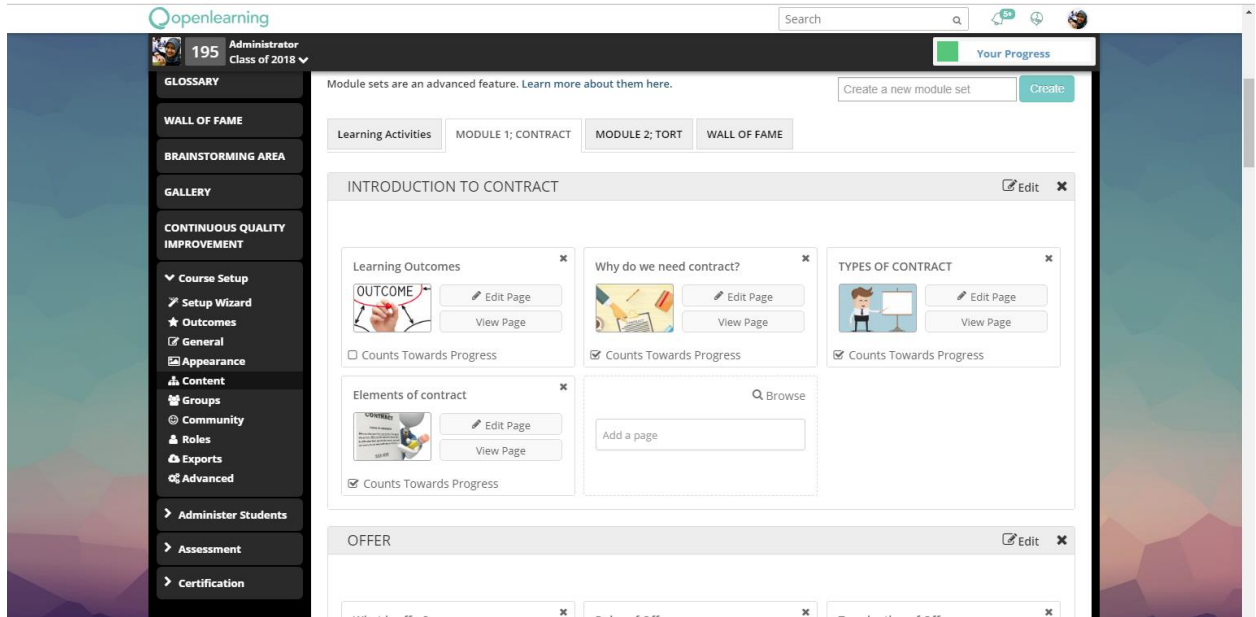 openlearning
Search
5+
195
Administrator
Class of 2018
Your Progress
GLOSSARY
WALL OF FAME
BRAINSTORMING AREA
GALLERY
CONTINUOUS QUALITY
IMPROVEMENT
Course Setup
Setup Wizard
Outcomes
General
Appearance
Content
Groups
Community
Roles
Exports
Advanced
Administer Students
Assessment
Certification
Module sets are an advanced feature. Learn more about them here.
Create a new module set
Create
Learning Activities
MODULE 1; CONTRACT
MODULE 2; TORT
WALL OF FAME
INTRODUCTION TO CONTRACT
Edit
Learning Outcomes
OUTCOME
Edit Page
View Page
Counts Towards Progress
Why do we need contract?
Edit Page
View Page
Counts Towards Progress
TYPES OF CONTRACT
Edit Page
View Page
Counts Towards Progress
Elements of contract
CONTRACT
Edit Page
View Page
Counts Towards Progress
Browse
Add a page
OFFER
Edit